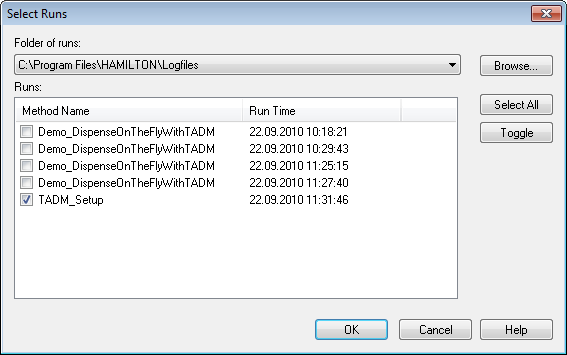 Select Runs
Folder of runs:
C:\Program Files\HAMILTON\Logfiles
Browse...
Runs:
Method Name Run Time
Select All
Demo_DispenseOnTheFlyWithTADM 22.09.2010 10:18:21
Toggle
Demo_DispenseOnTheFlyWithTADM 22.09.2010 10:29:43
Demo_DispenseOnTheFlyWithTADM 22.09.2010 11:25:15
Demo_DispenseOnTheFlyWithTADM 22.09.2010 11:27:40
TADM_Setup 22.09.2010 11:31:46
OK Cancel Help